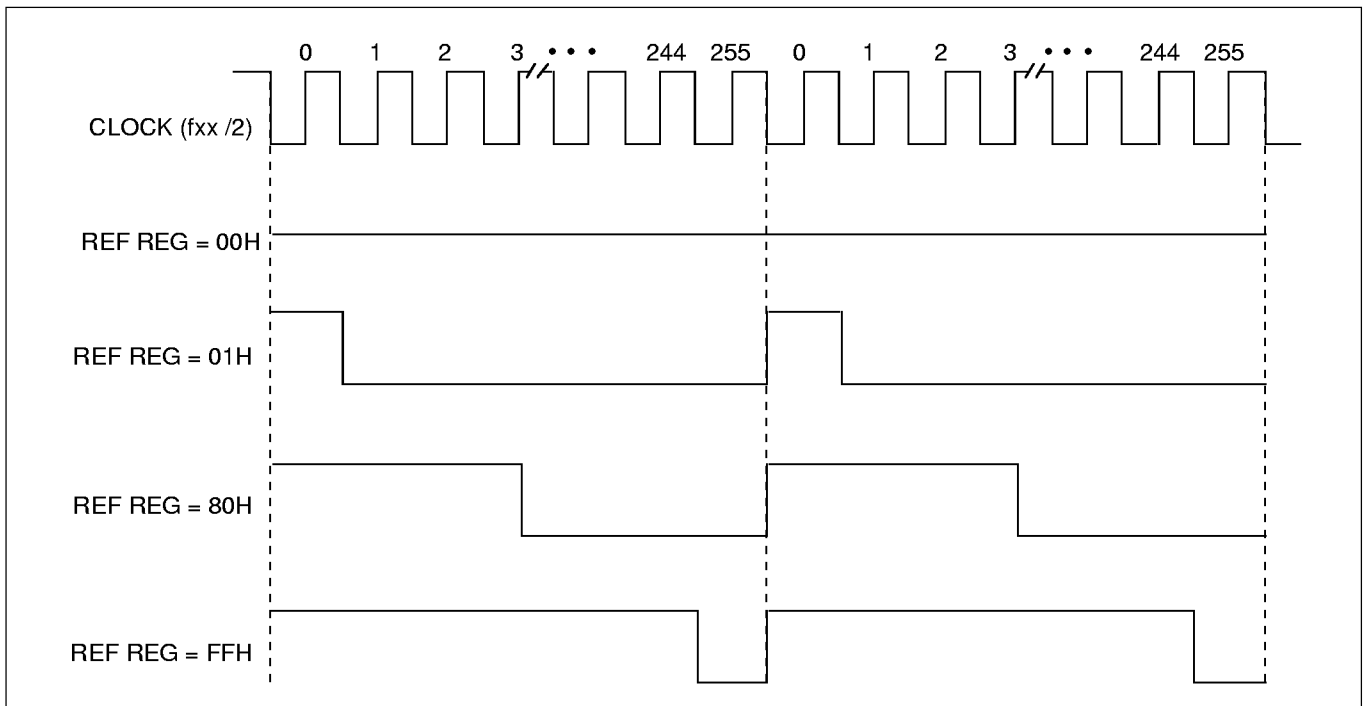 0 1 2 3 • • • 244 255 0 1 2 3 • • • 244 255
CLOCK (fxx /2)
REF REG = 00H
REF REG = 01H
REF REG = 80H
REF REG = FFH